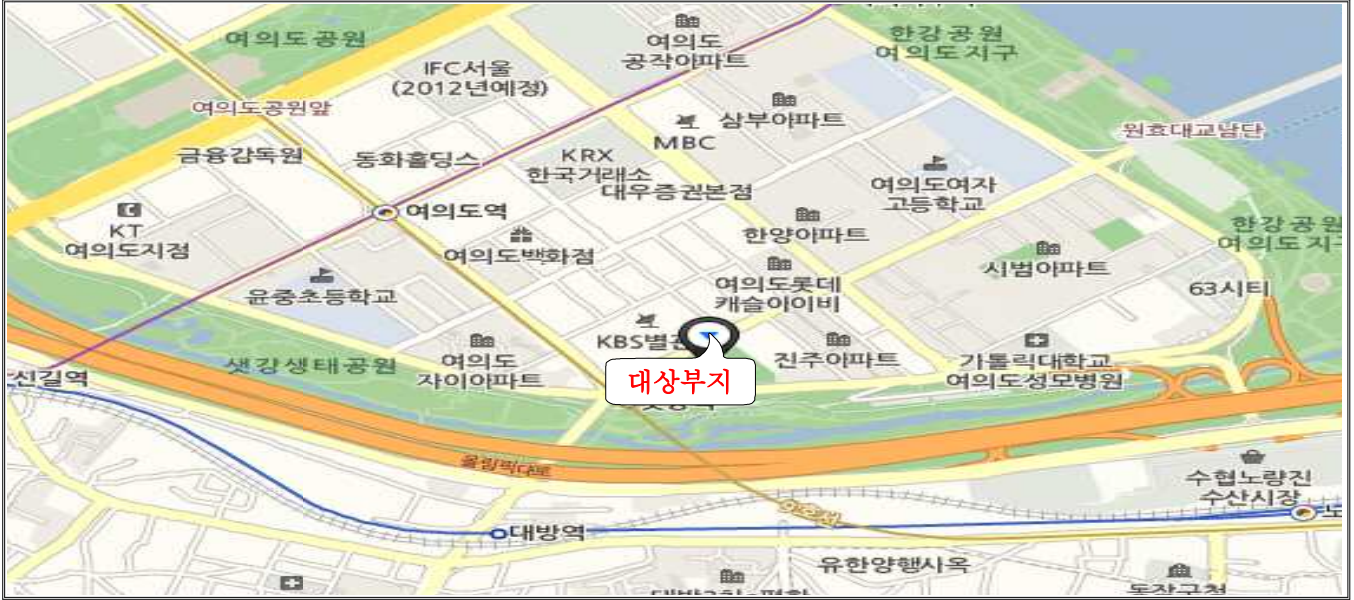 여의도공원
여의도
공작아파트
한강공원
여의도지구
IFC서울
(2012년예정)
여의도공원앞
삼부아파트
MBC
원효대교남단
금융감독원
동화홀딩스
KRX
한국거래소
대우증권본점
여의도여자
고등학교
KT
여의도지점
여의도역
여의도백화점
한양아파트
한강공원
시범아파트
윤중초등학교
여의도롯데
캐슬아이비
63시티
KBS별관
샛강생태공원
여의도
자이아파트
진주아파트
가톨릭대학교
여의도성모병원
신길역
대상부지
올림픽대로
수협노량진
수산시장
대방역
유한양행사옥
동작구청